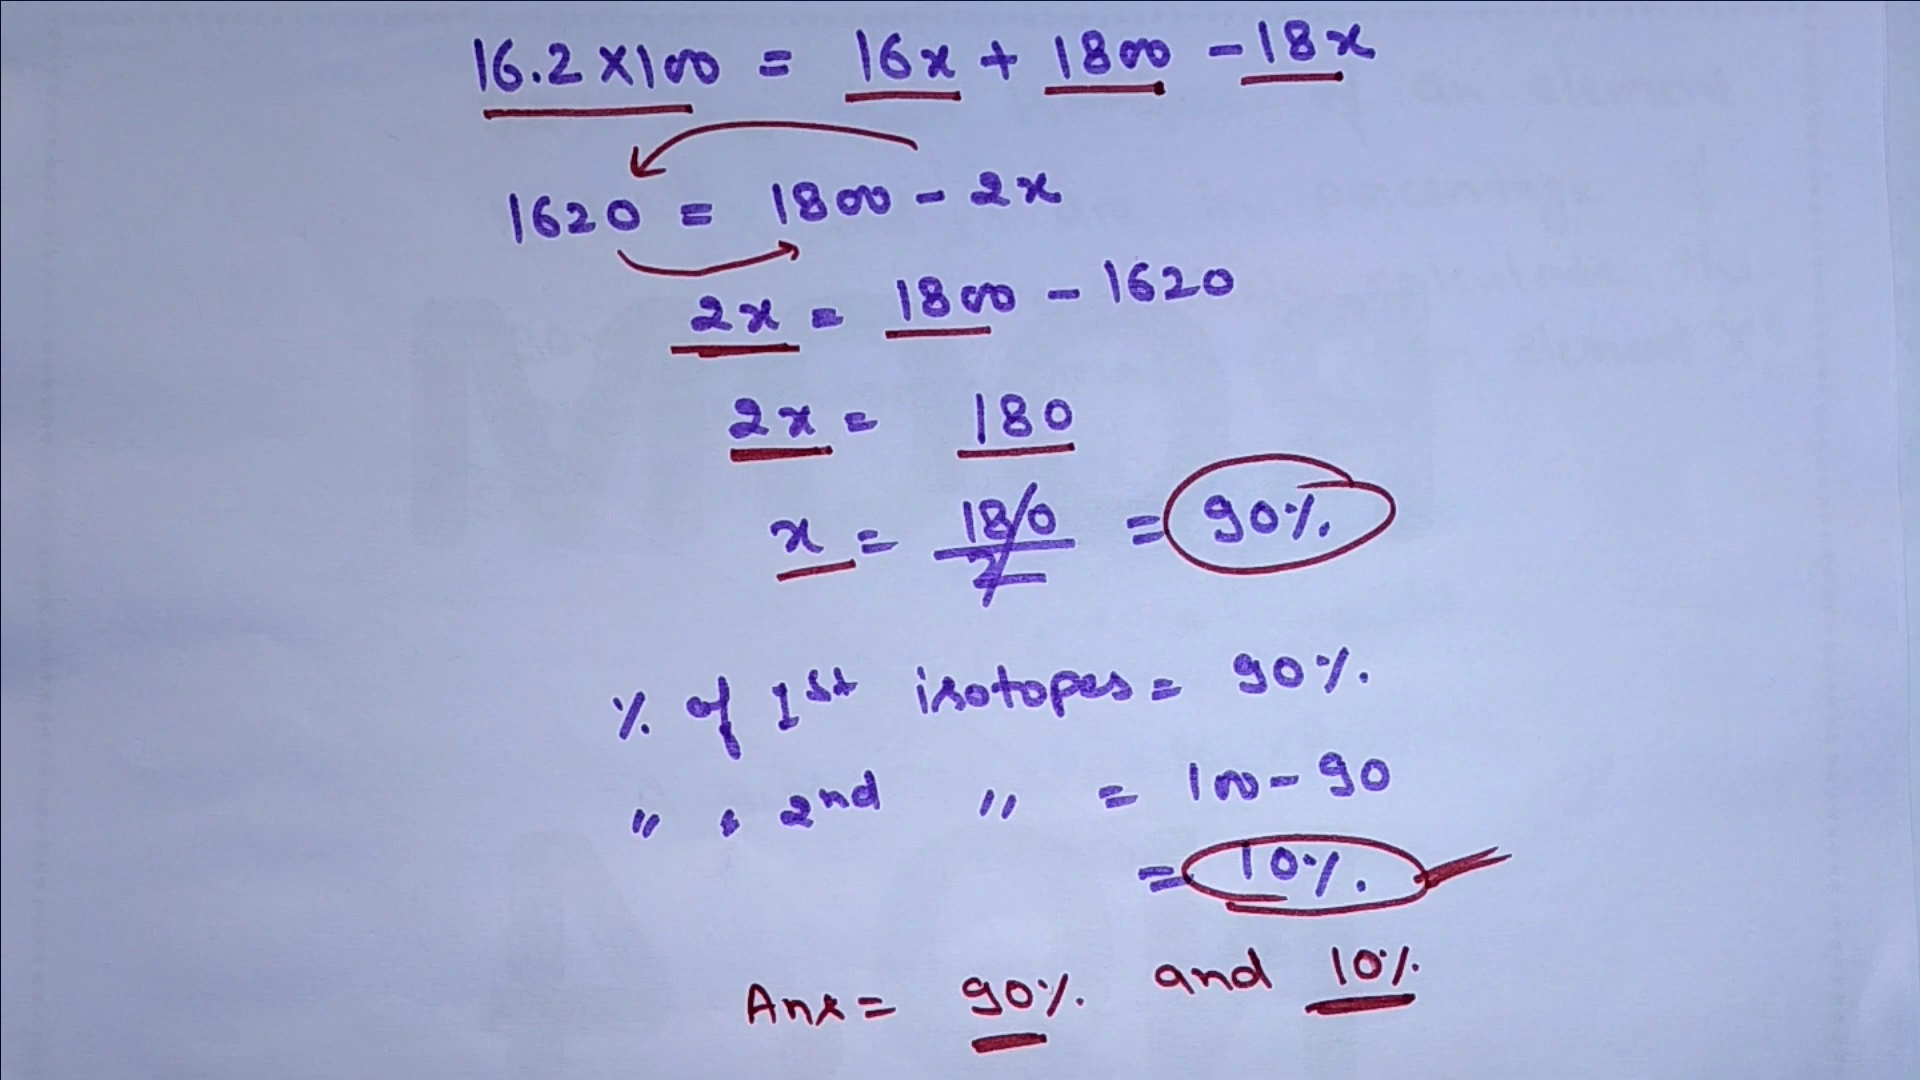 16.2×100 = 16x + 1800 - 18x
1620 = 1800 - 2x
2x = 1800 - 1620
2x = 180
x = 180/2 = 90%
% of 1st isotopes = 90%.
" " 2nd " = 100 - 90
= 10%.
Ans = 90%. and 10%.